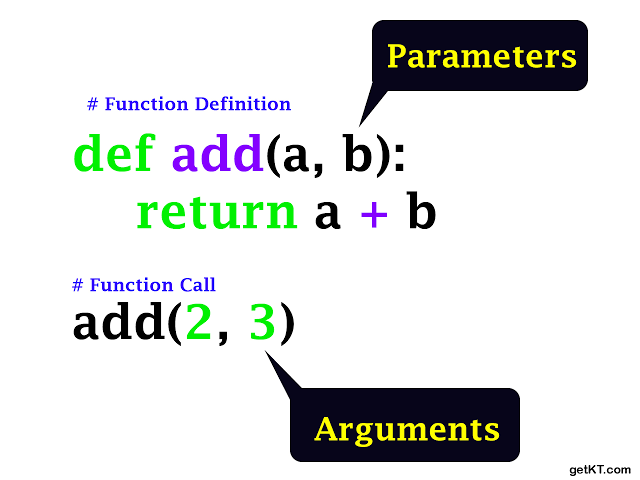 Parameters
# Function Definition
def add(a, b):
return a + b
# Function Call
add(2, 3)
Arguments
getKT.com